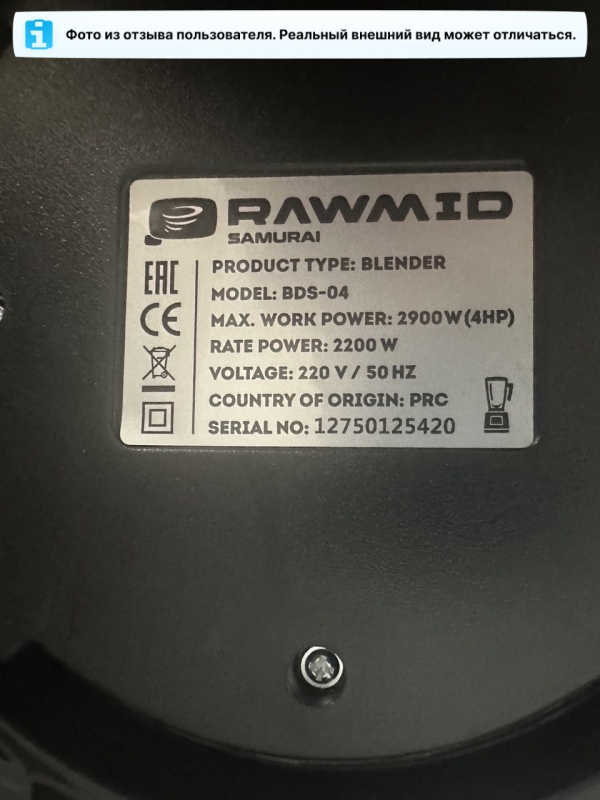 Фото из отзыва пользователя. Реальный внешний вид может отличаться.
RAWMID
SAMURAI
EAC
PRODUCT TYPE: BLENDER
MODEL: BDS-04
CE
MAX. WORK POWER: 2900W(4HP)
RATE POWER: 2200 W
VOLTAGE: 220 V / 50 HZ
COUNTRY OF ORIGIN: PRC
SERIAL NO: 12750125420